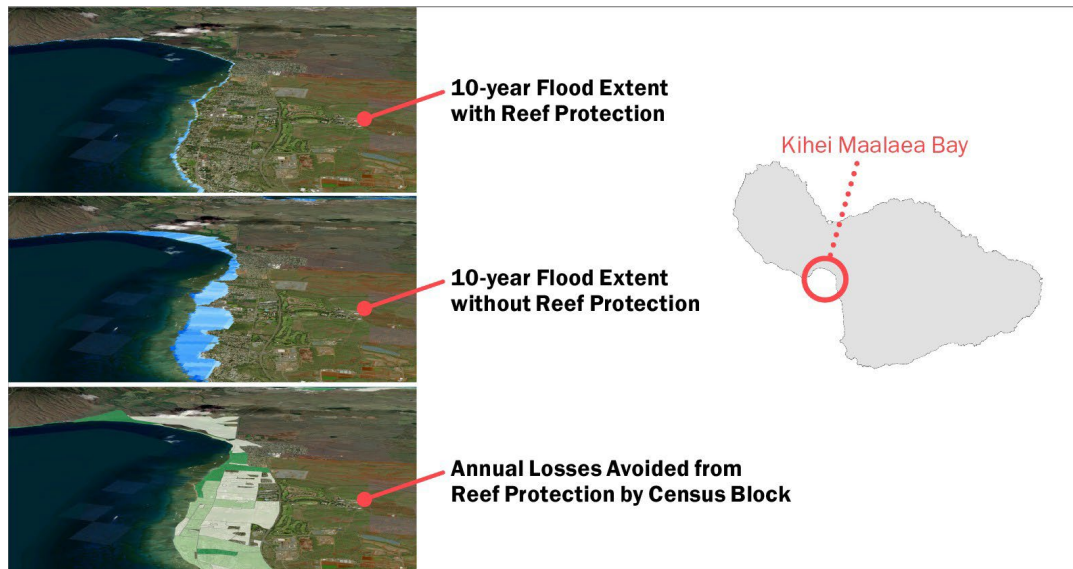 10-year Flood Extent
with Reef Protection
Kihei Maalaea Bay
10-year Flood Extent
without Reef Protection
Annual Losses Avoided from
Reef Protection by Census Block